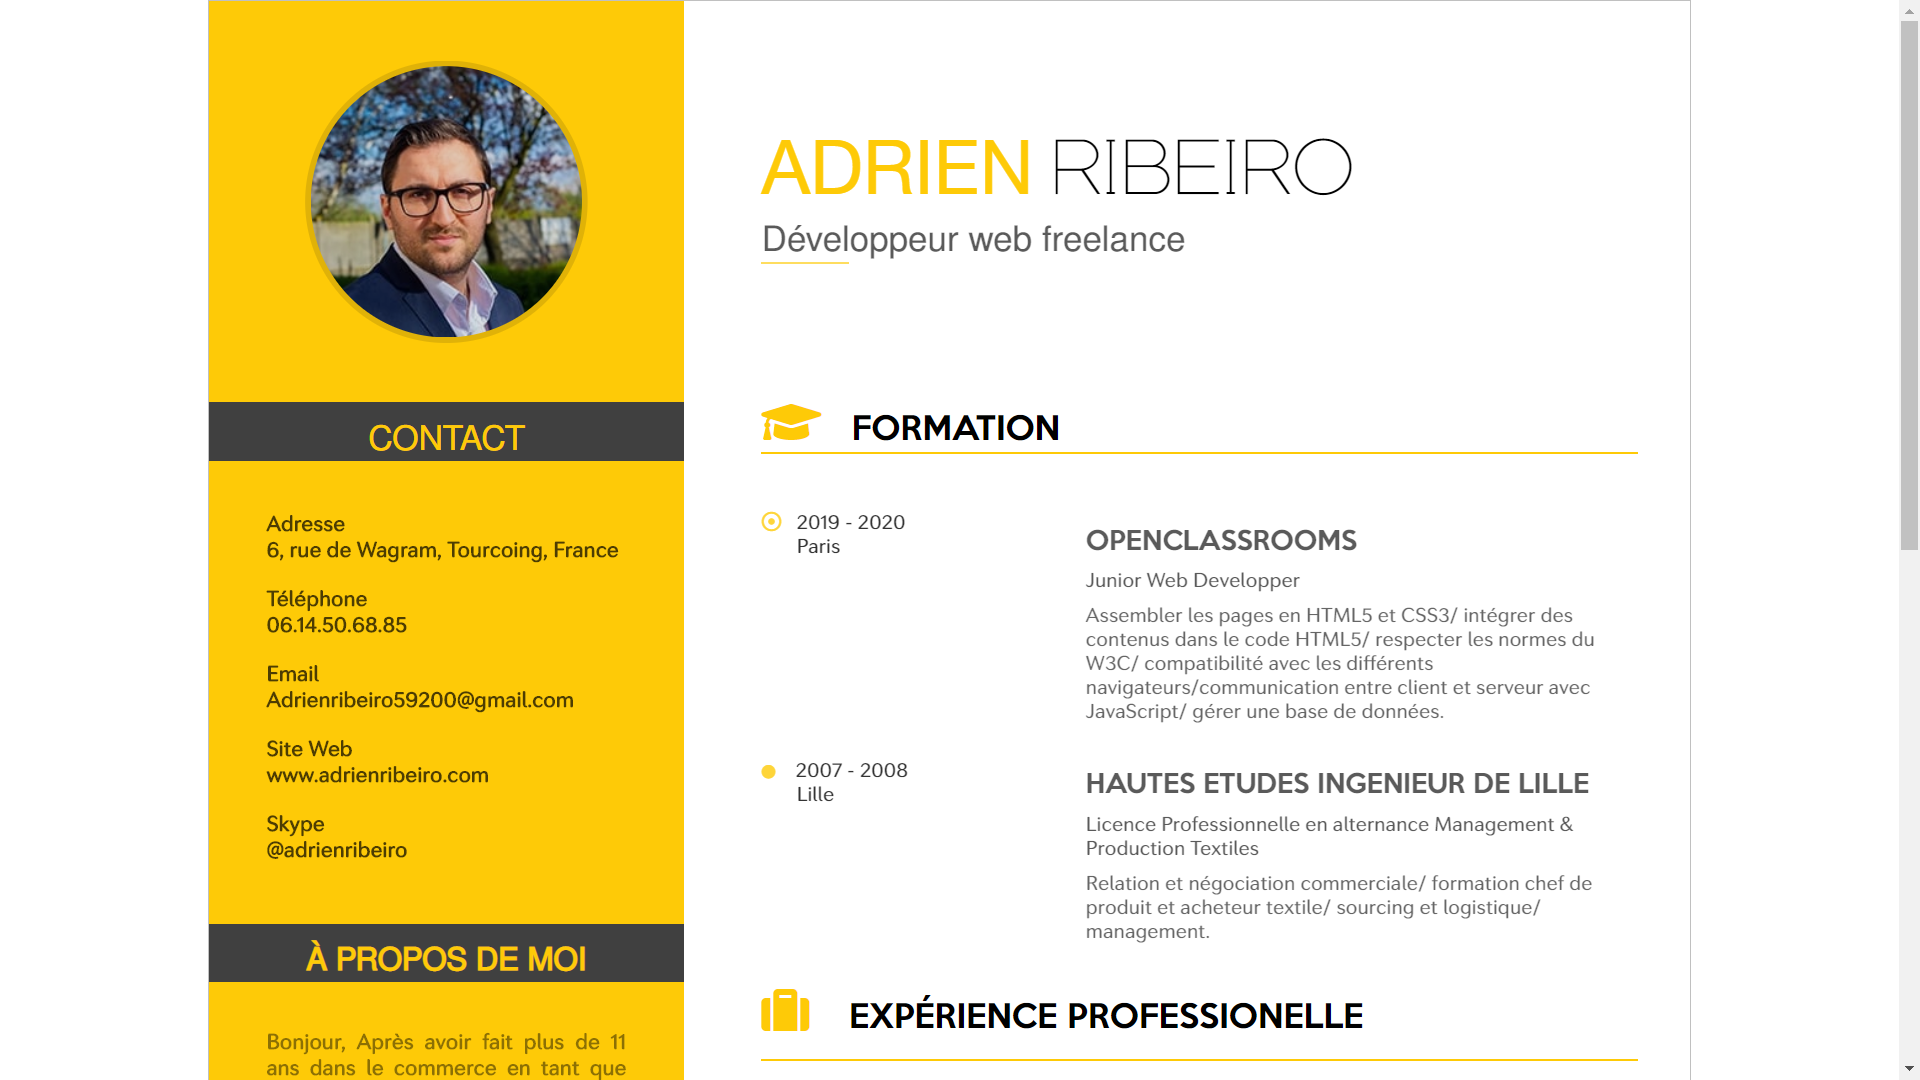 ADRIEN RIBEIRO
Développeur web freelance
CONTACT
Adresse
6, rue de Wagram, Tourcoing, France
Téléphone
06.14.50.68.85
Email
Adrienribeiro59200@gmail.com
Site Web
www.adrienribeiro.com
Skype
@adrienribeiro
À PROPOS DE MOI
Bonjour, Après avoir fait plus de 11
ans dans le commerce en tant que
FORMATION
2019 - 2020
Paris
OPENCLASSROOMS
Junior Web Developper
Assembler les pages en HTML5 et CSS3/ intégrer des
contenus dans le code HTML5/ respecter les normes du
W3C/ compatibilité avec les différents
navigateurs/communication entre client et serveur avec
JavaScript/ gérer une base de données.
2007 - 2008
Lille
HAUTES ETUDES INGENIEUR DE LILLE
Licence Professionnelle en alternance Management &
Production Textiles
Relation et négociation commerciale/ formation chef de
produit et acheteur textile/ sourcing et logistique/
management.
EXPÉRIENCE PROFESSIONELLE